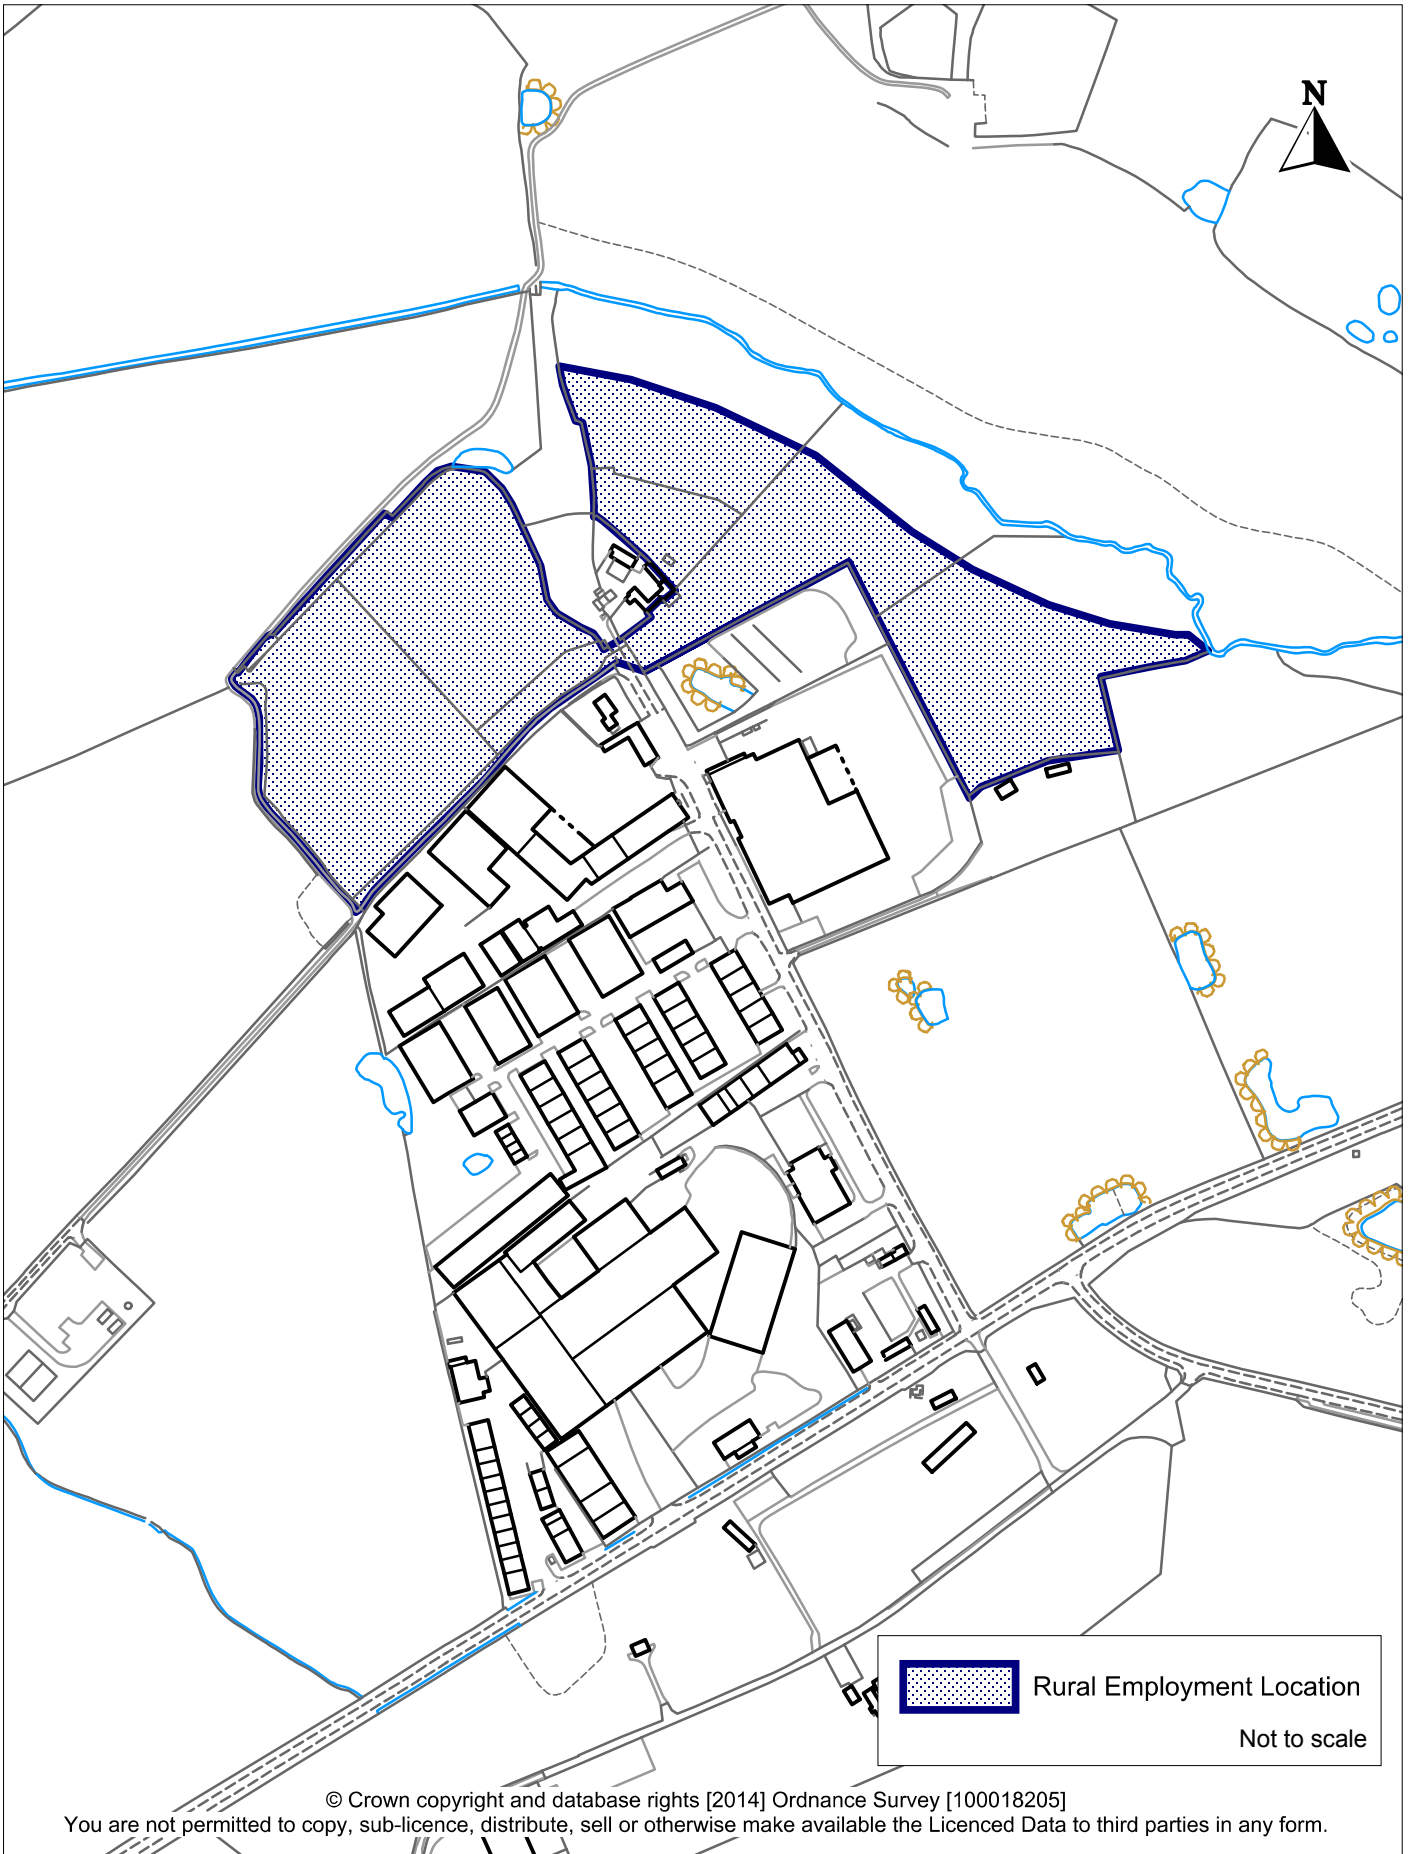 N
Rural Employment Location
Not to scale
© Crown copyright and database rights [2014] Ordnance Survey [100018205]
You are not permitted to copy, sub-licence, distribute, sell or otherwise make available the Licenced Data to third parties in any form.